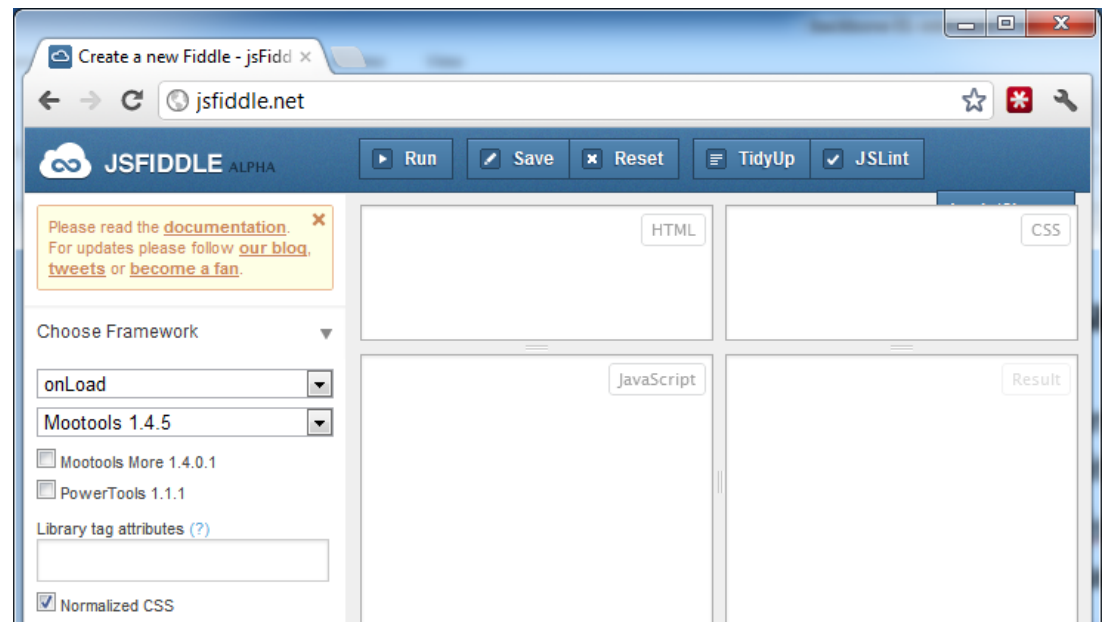 Create a new Fiddle - jsFidd
jsfiddle.net
JSFIDDLE ALPHA
Run
Save
Reset
TidyUp
JSLint
Please read the documentation.
For updates please follow our blog,
tweets or become a fan.
HTML
CSS
Choose Framework
onLoad
JavaScript
Result
Mootools 1.4.5
Mootools More 1.4.0.1
PowerTools 1.1.1
Library tag attributes (?)
Normalized CSS